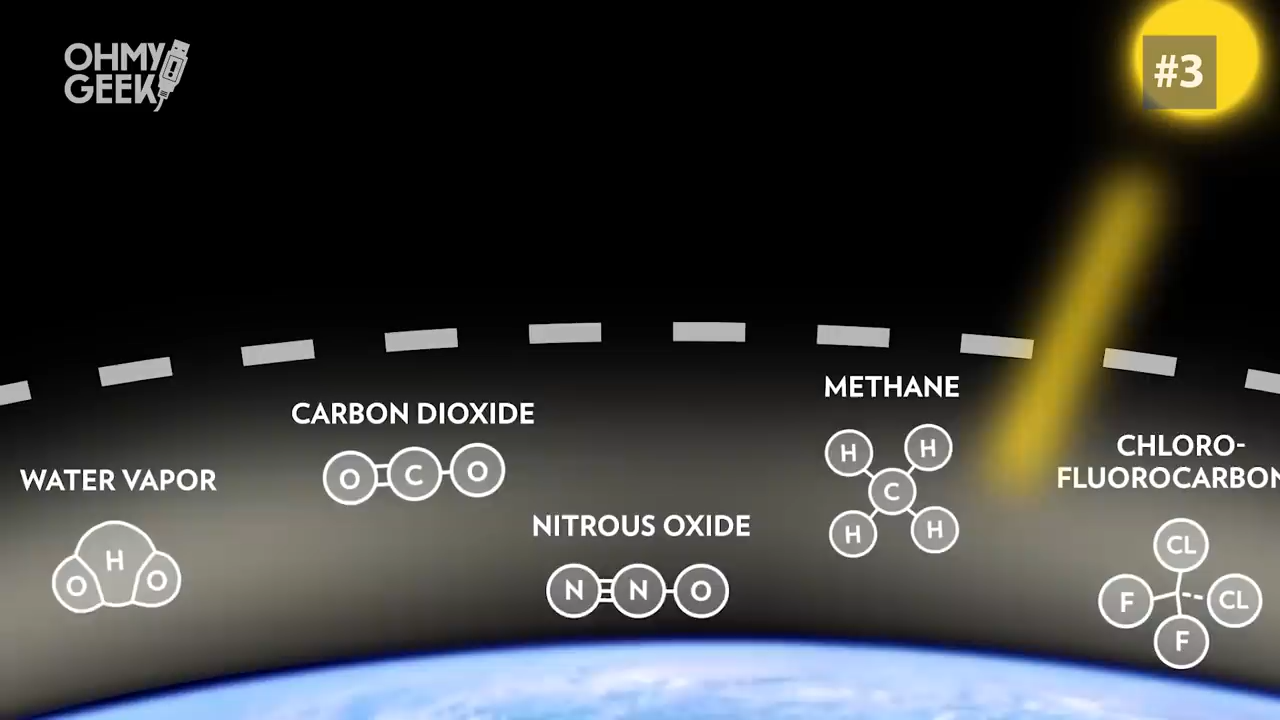 OHMY
GEEK
#3
METHANE
CARBON DIOXIDE
CHLORO-
FLUOROCARBON
WATER VAPOR
NITROUS OXIDE
O C O
H H
C
H H
H
O O
N N O
CL
F CL
F